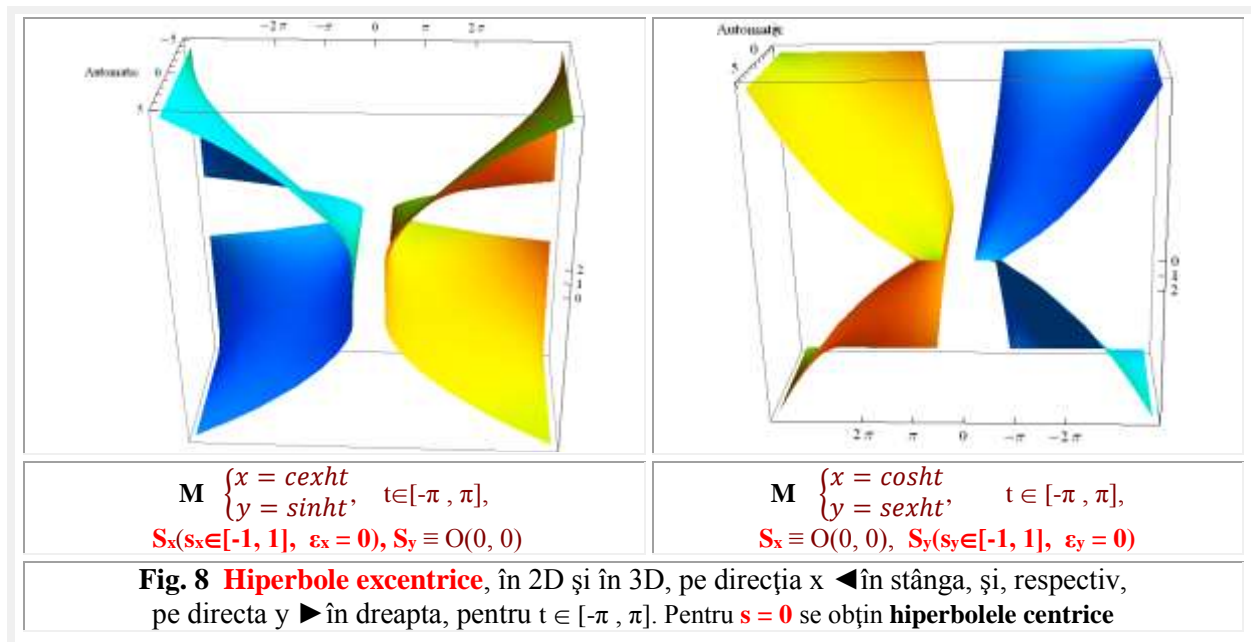 −2π −π 0 π 2π
−5
Automatic 0
5
2
1
0
Automatic
0
5
0
1
2
2π π 0 −π −2π
M {x = cexht
y = sinht, t∈[-π , π],
Sx(sx∈[-1, 1], εx = 0), Sy ≡ O(0, 0)
M {x = cosht
y = sexht, t ∈ [-π , π],
Sx ≡ O(0, 0), Sy(sy∈[-1, 1], εy = 0)
Fig. 8 Hiperbole excentrice, în 2D şi în 3D, pe direcţia x ◄în stânga, şi, respectiv,
pe directa y ► în dreapta, pentru t ∈ [-π , π]. Pentru s = 0 se obţin hiperbolele centrice